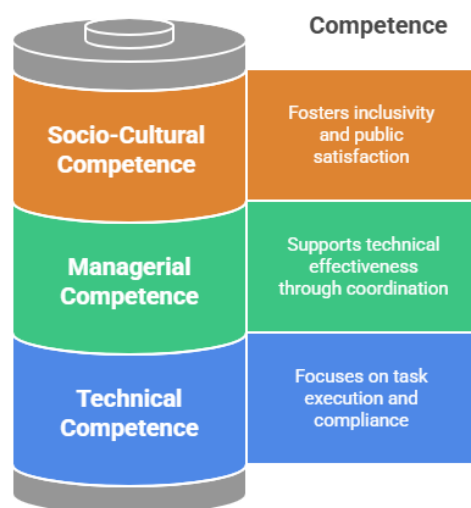 Competence
Socio-Cultural
Competence
Fosters inclusivity
and public
satisfaction
Managerial
Competence
Supports technical
effectiveness
through coordination
Technical
Competence
Focuses on task
execution and
compliance